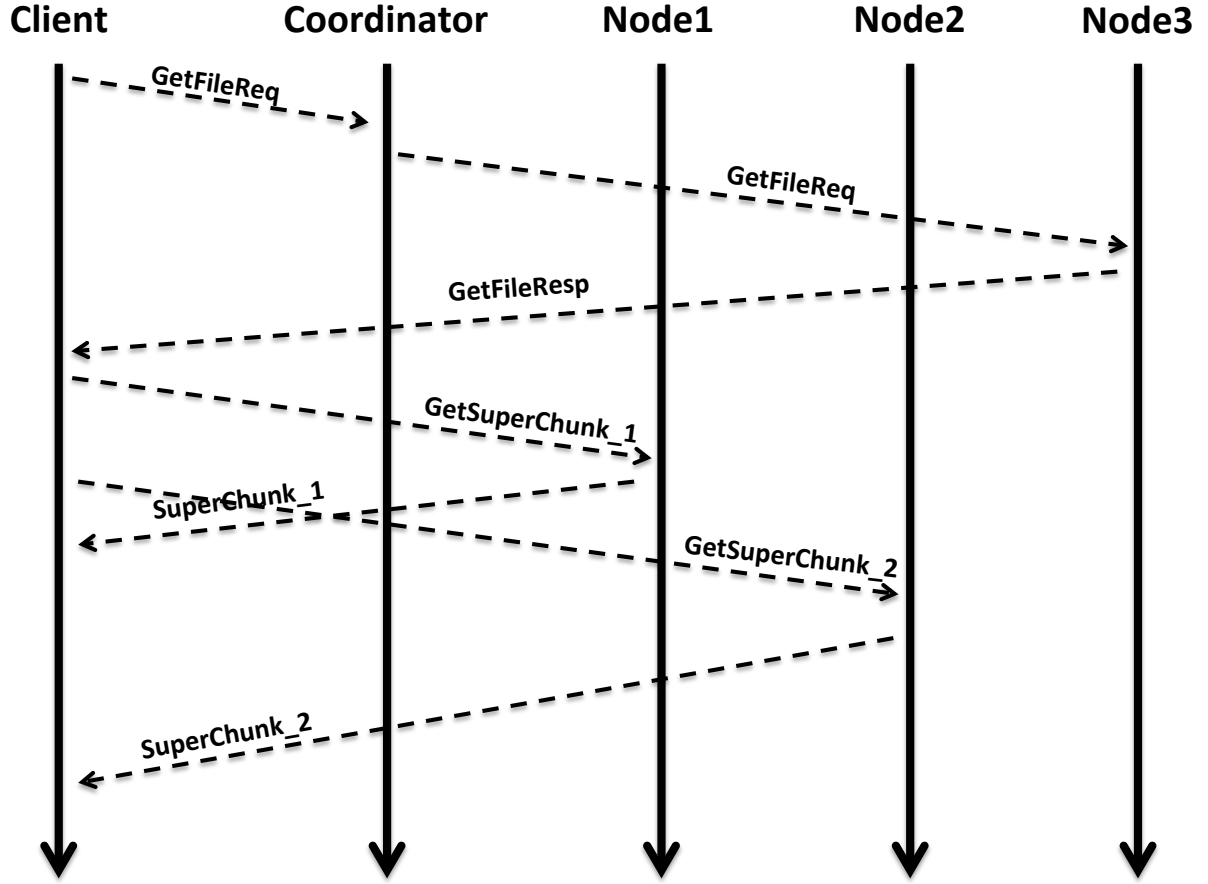 Client Coordinator Node1 Node2 Node3
GetFileReq
GetFileReq
GetFileResp
GetSuperChunk_1
SuperChunk_1
GetSuperChunk_2
SuperChunk_2